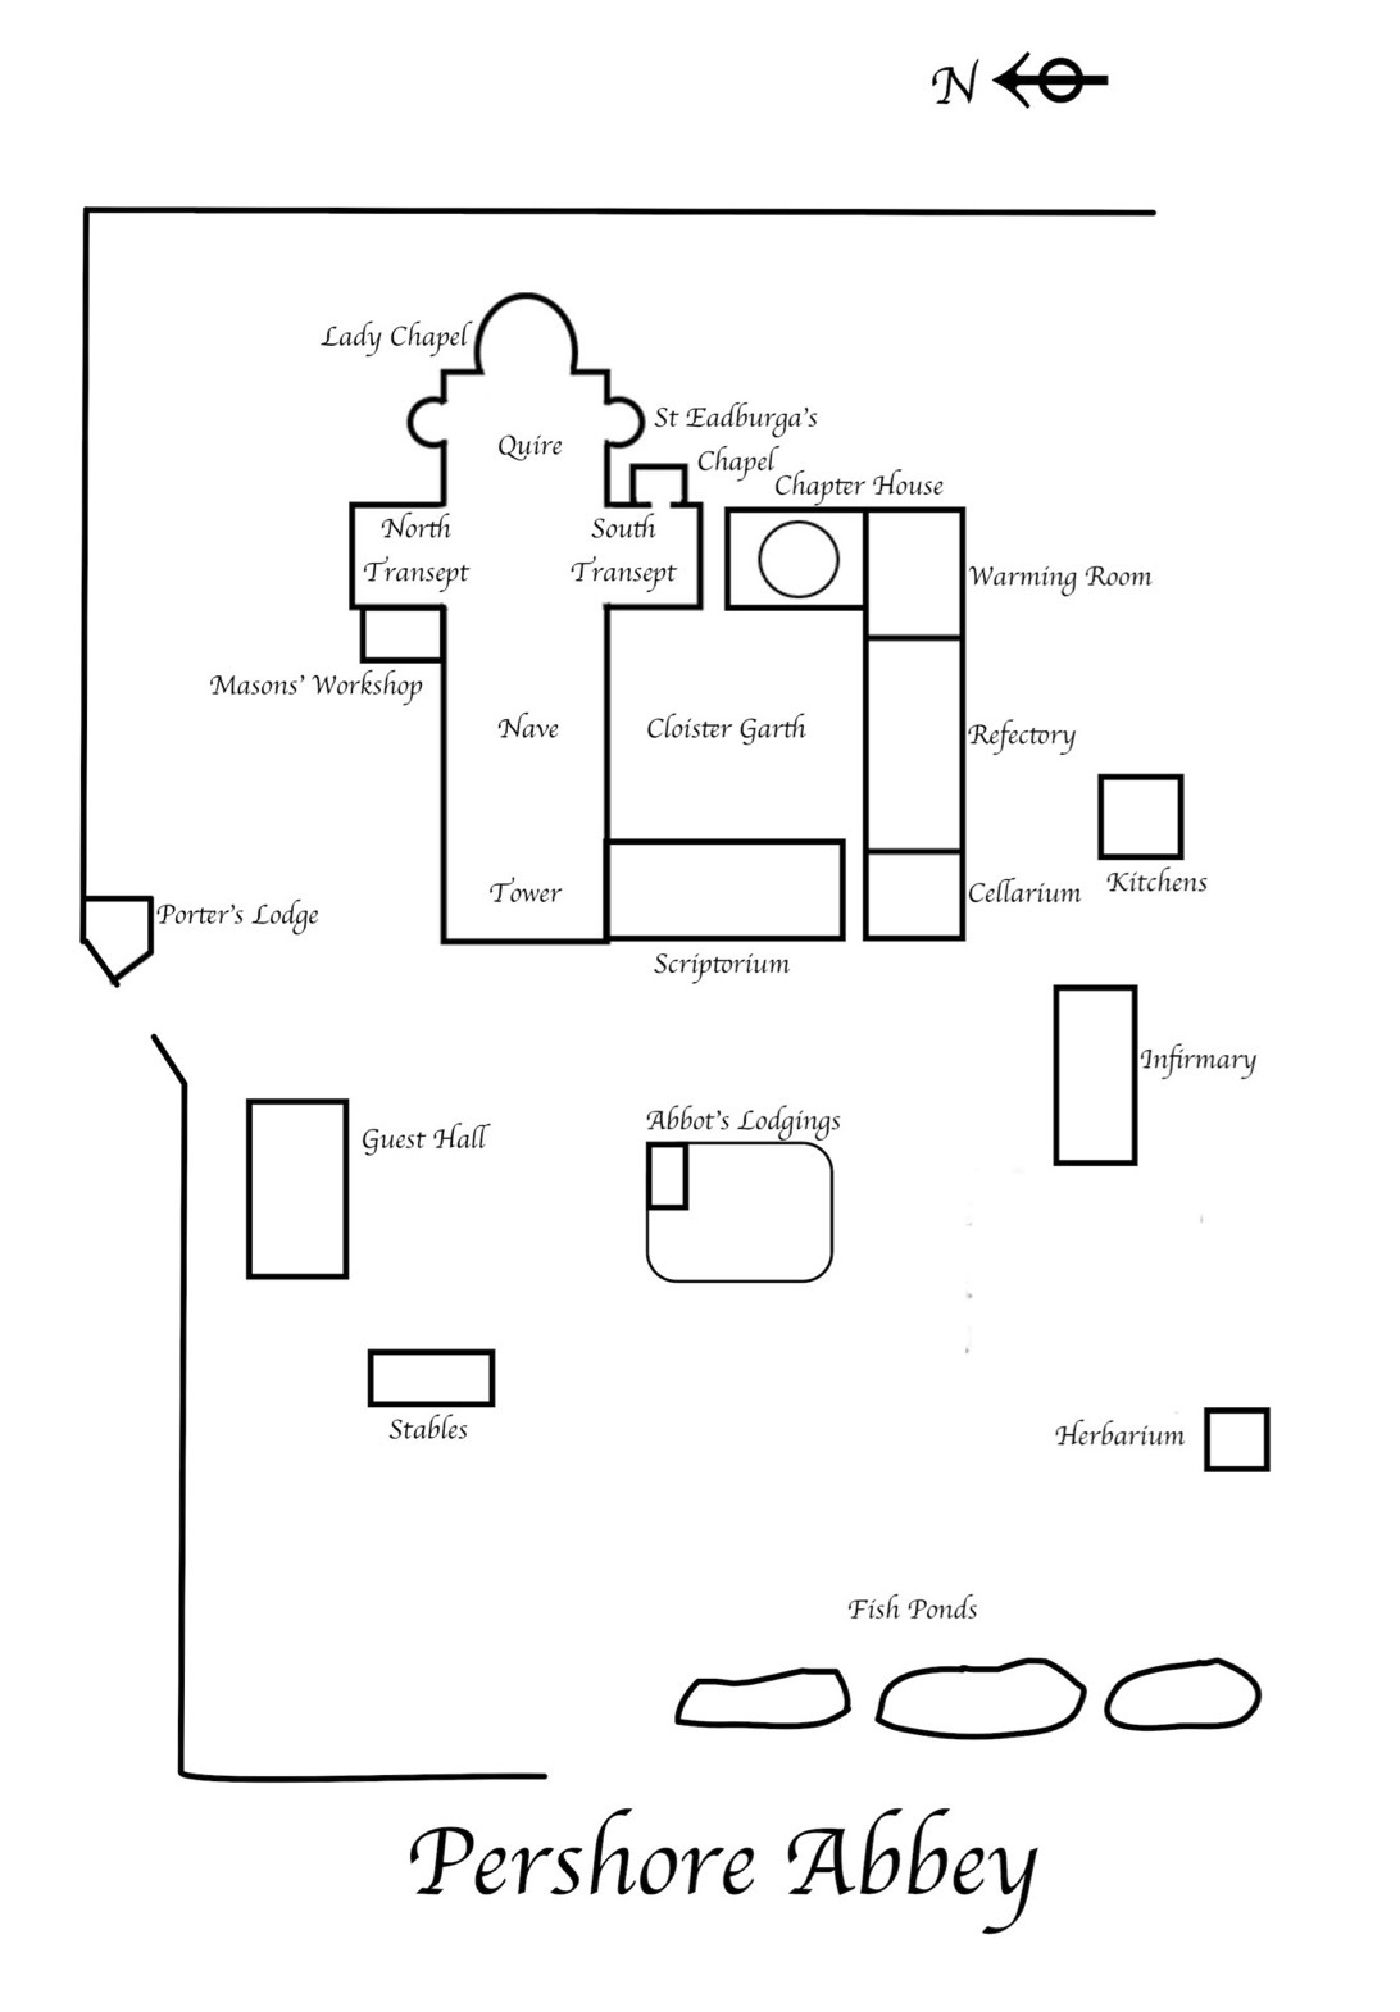 N
Lady Chapel
St Eadburga's
Chapel
Quire
Chapter House
North
Transept
South
Transept
Warming Room
Masons' Workshop
Nave
Cloister Garth
Refectory
Kitchens
Tower
Cellarium
Porter's Lodge
Scriptorium
Infirmary
Abbot's Lodgings
Guest Hall
Stables
Herbarium
Fish Ponds
Pershore Abbey